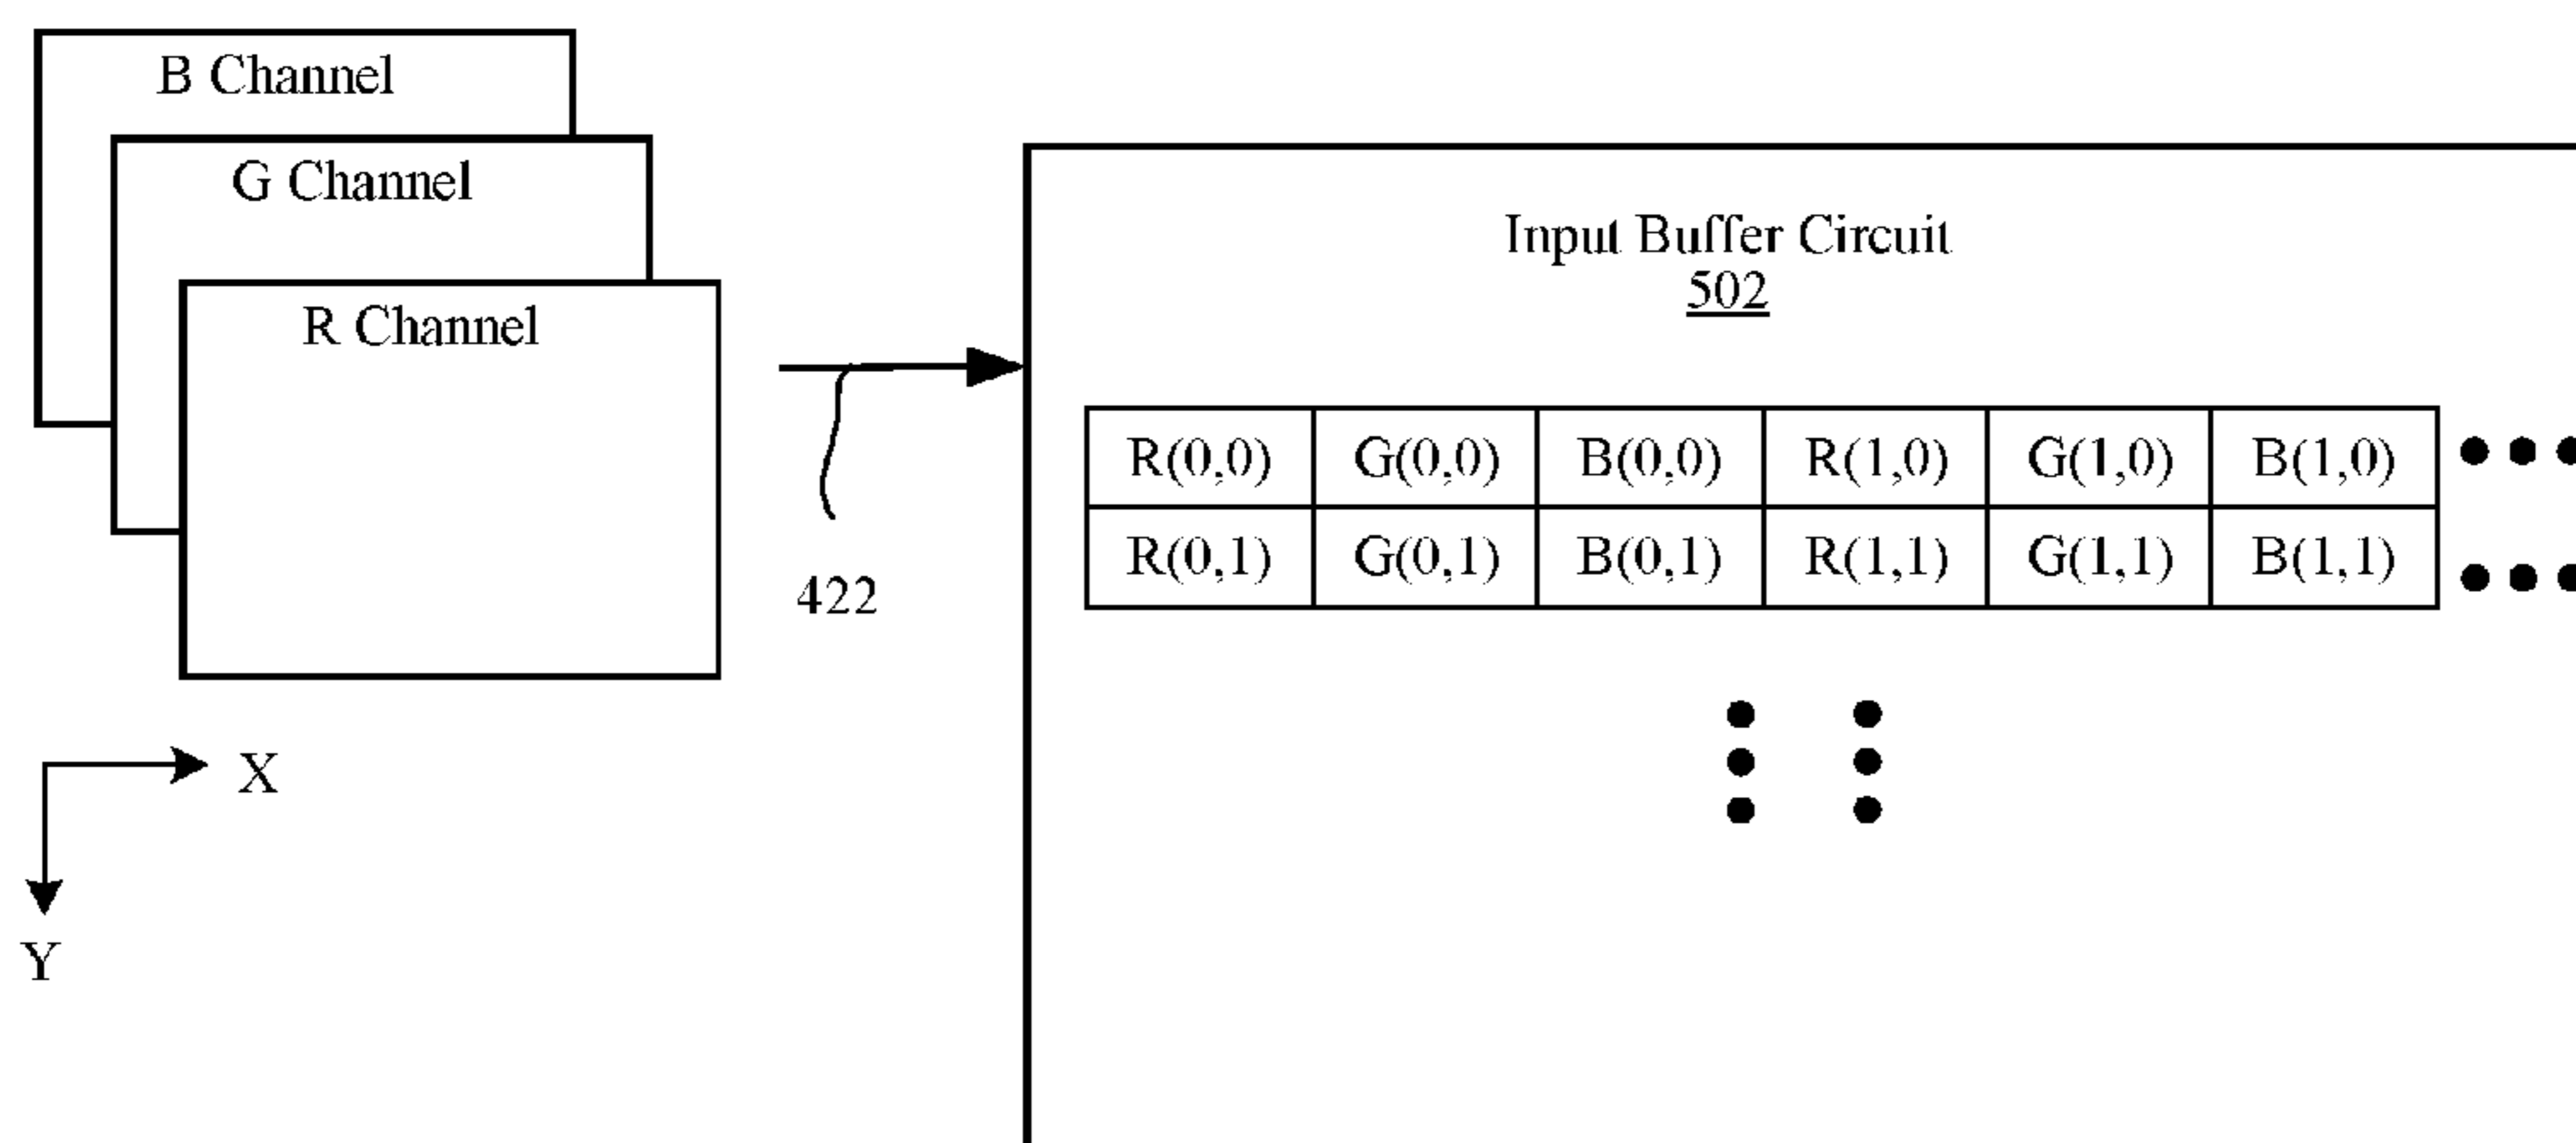 B Channel
G Channel
R Channel
Input Buffer Circuit
502
422
R(0,0) G(0,0) B(0,0) R(1,0) G(1,0) B(1,0)
R(0,1) G(0,1) B(0,1) R(1,1) G(1,1) B(1,1)
X
Y